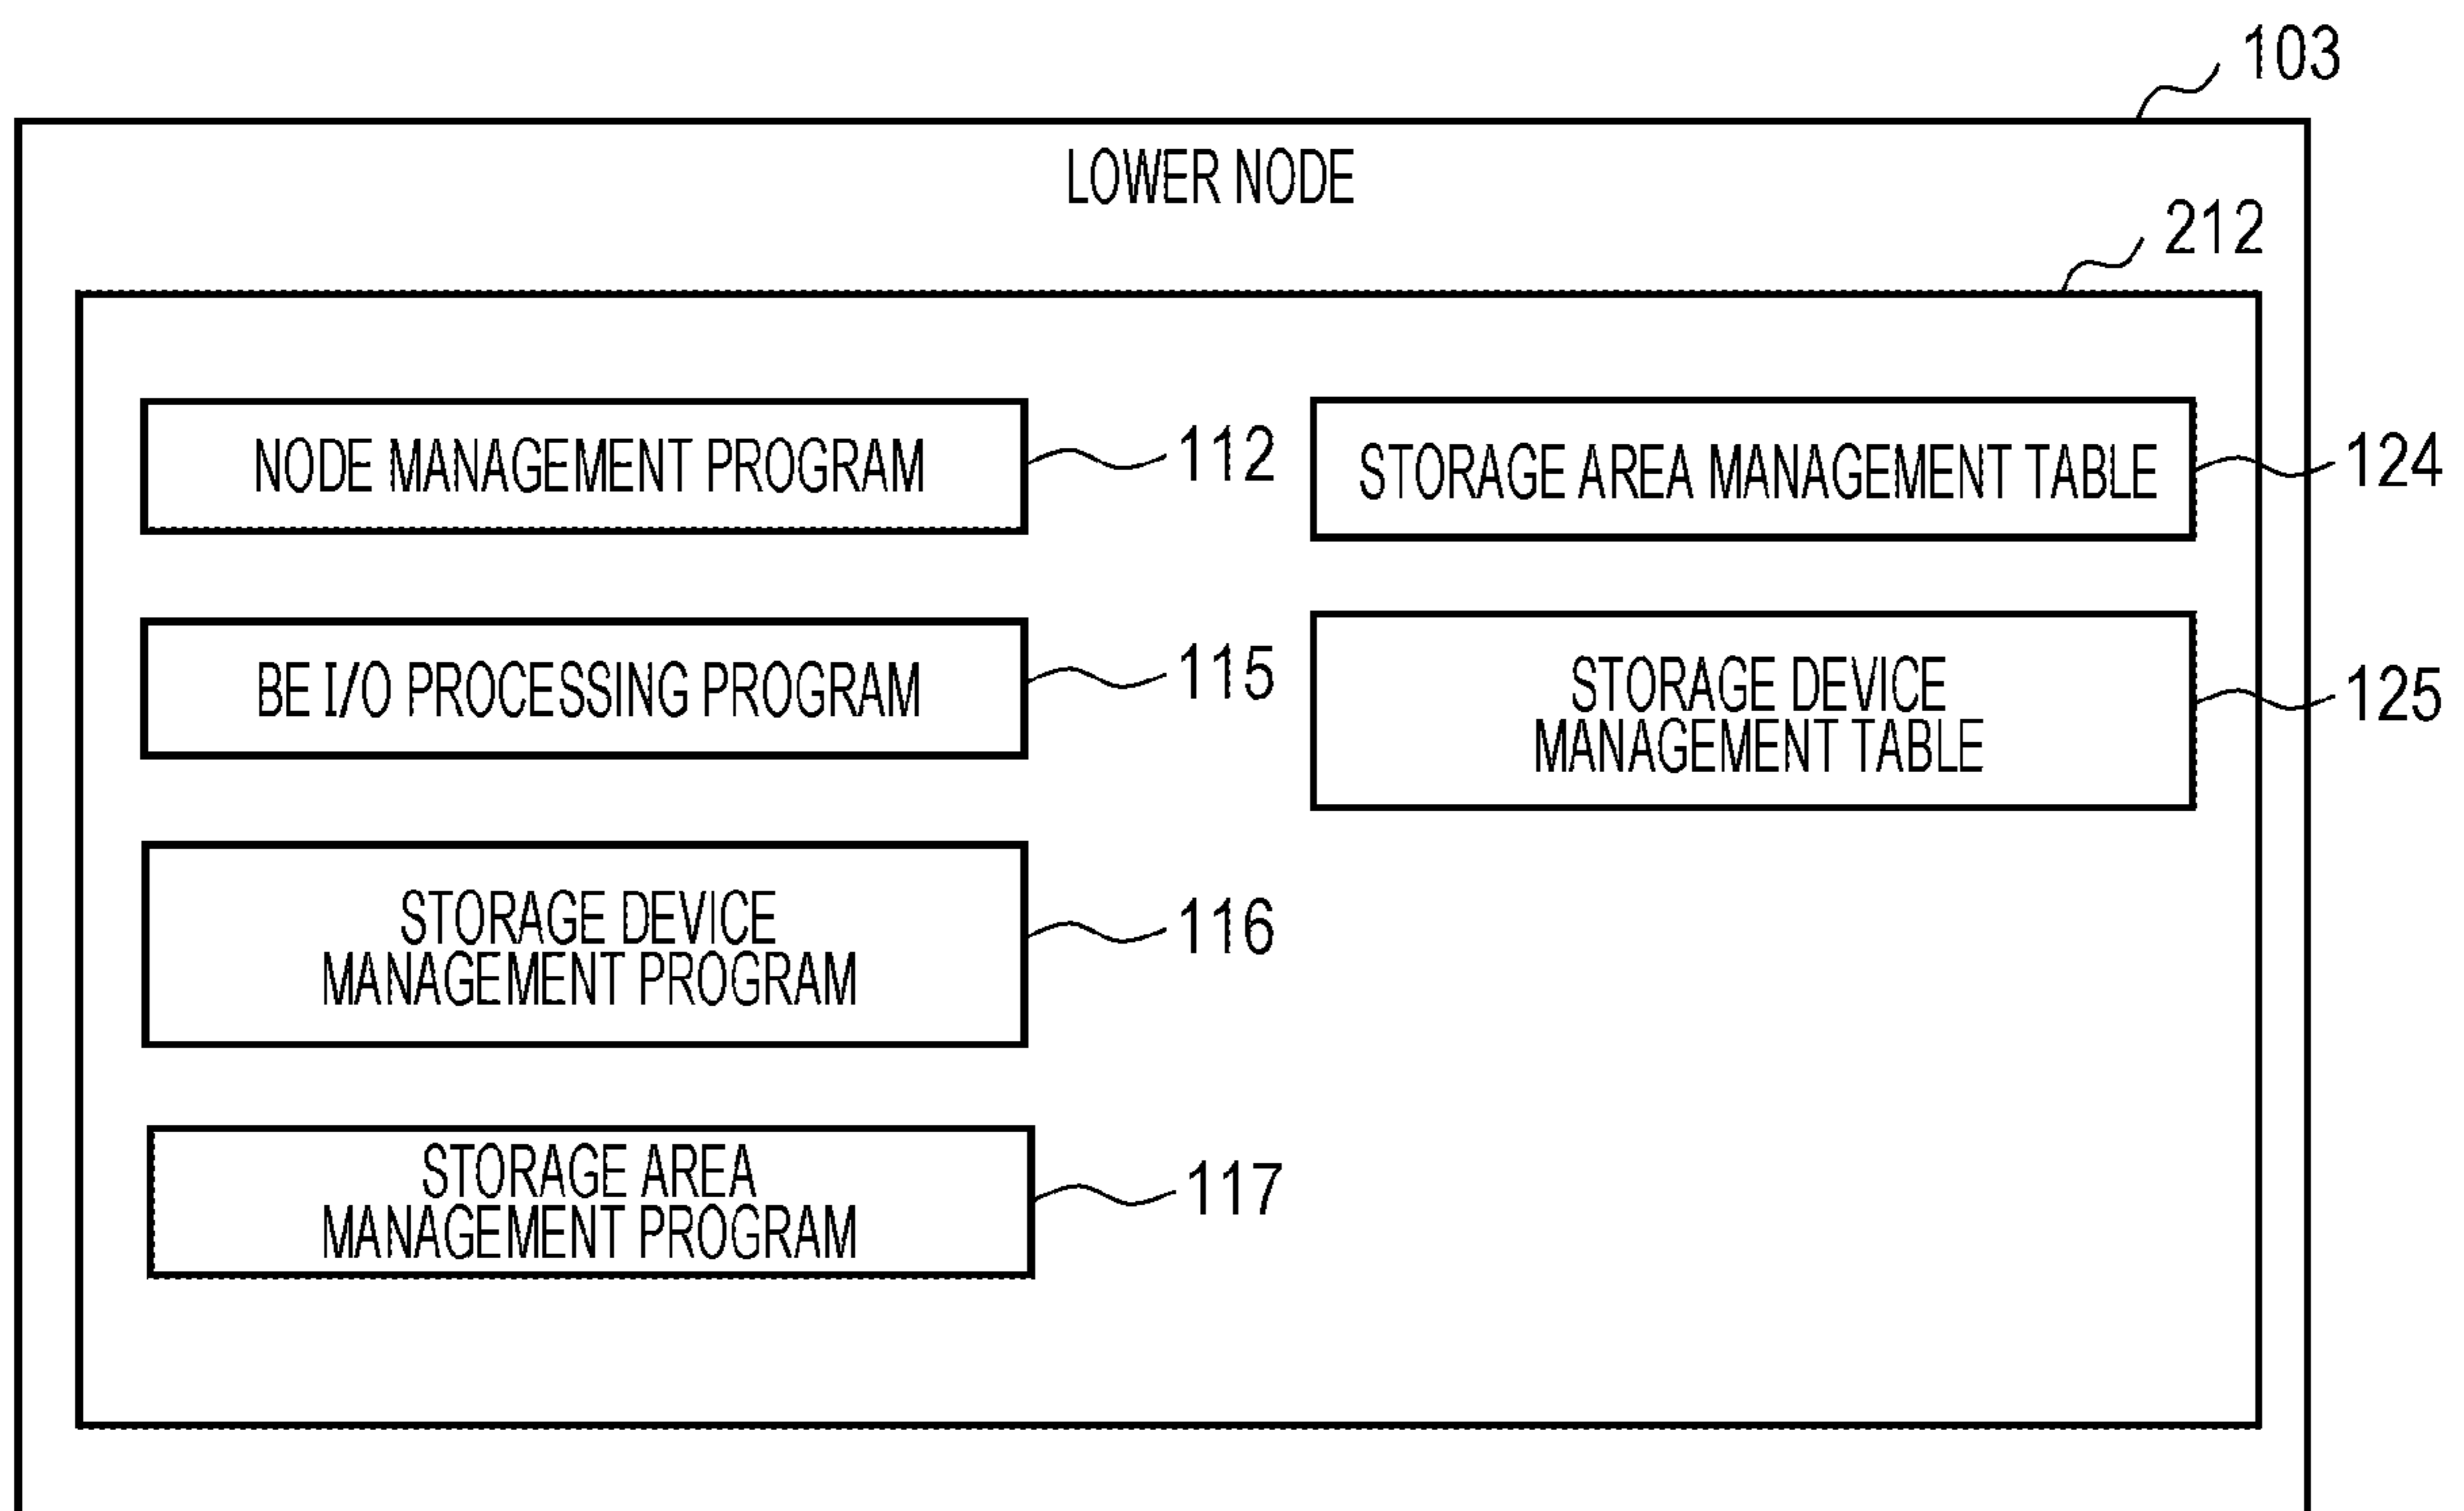 103
LOWER NODE
212
NODE MANAGEMENT PROGRAM
112
STORAGE AREA MANAGEMENT TABLE
124
BE I/O PROCESSING PROGRAM
115
STORAGE DEVICE
MANAGEMENT TABLE
125
STORAGE DEVICE
MANAGEMENT PROGRAM
116
STORAGE AREA
MANAGEMENT PROGRAM
117